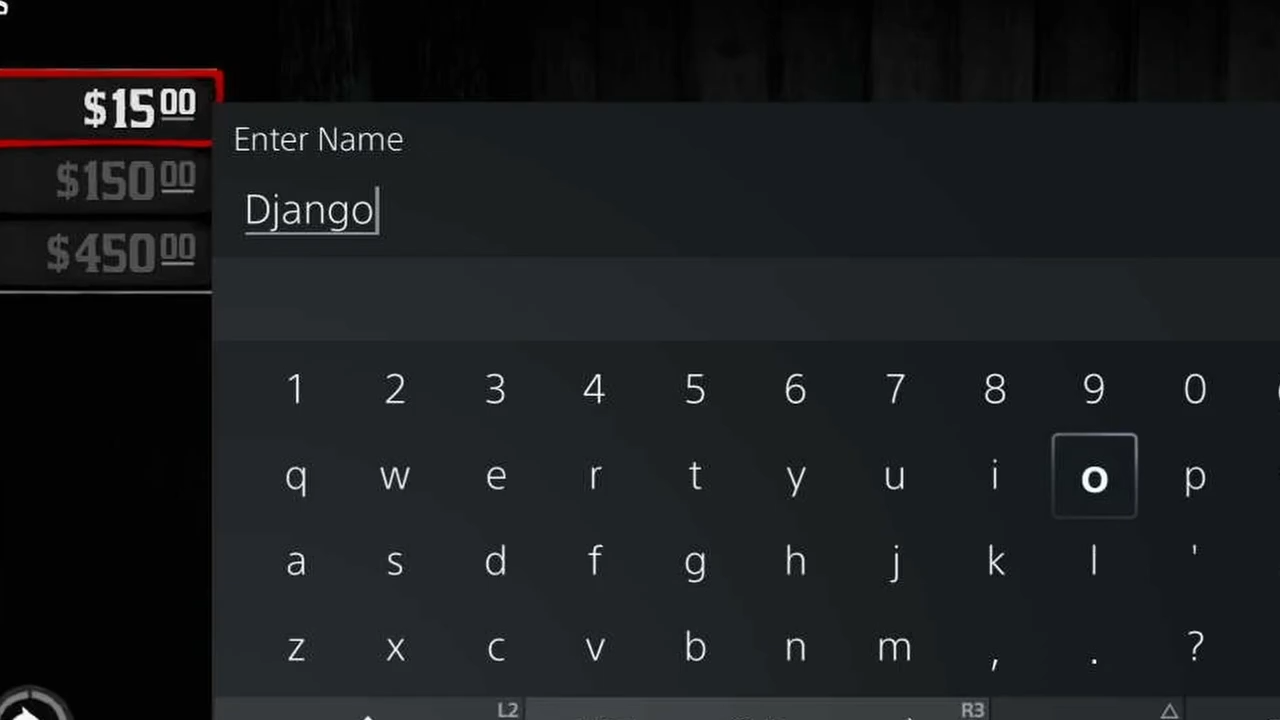 s
$15 00
$150 00
$450 00
Enter Name
Django
1 2 3 4 5 6 7 8 9 0
q w e r t y u i o p
a s d f g h j k l '
z x c v b n m , . ?
L2 R3